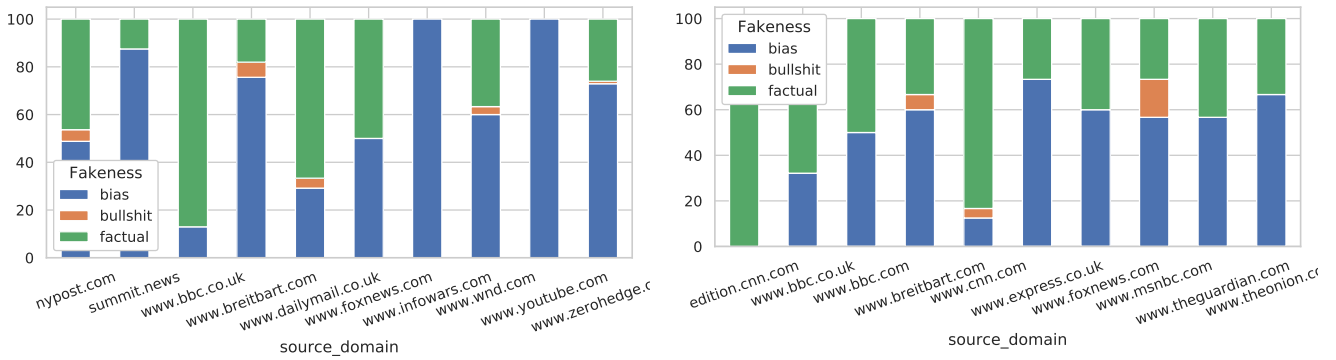 100
80
60
40
20
0
Fakeness
bias
bullshit
factual
nypost.com
summit.news
www.bbc.co.uk
www.breitbart.com
www.dailymail.co.uk
www.foxnews.com
www.infowars.com
www.wnd.com
www.youtube.com
www.zerohedge.c
source_domain
100
80
60
40
20
0
Fakeness
bias
bullshit
factual
edition.cnn.com
www.bbc.co.uk
www.bbc.com
www.breitbart.com
www.cnn.com
www.express.co.uk
www.foxnews.com
www.msnbc.com
www.theguardian.com
www.theonion.co
source_domain